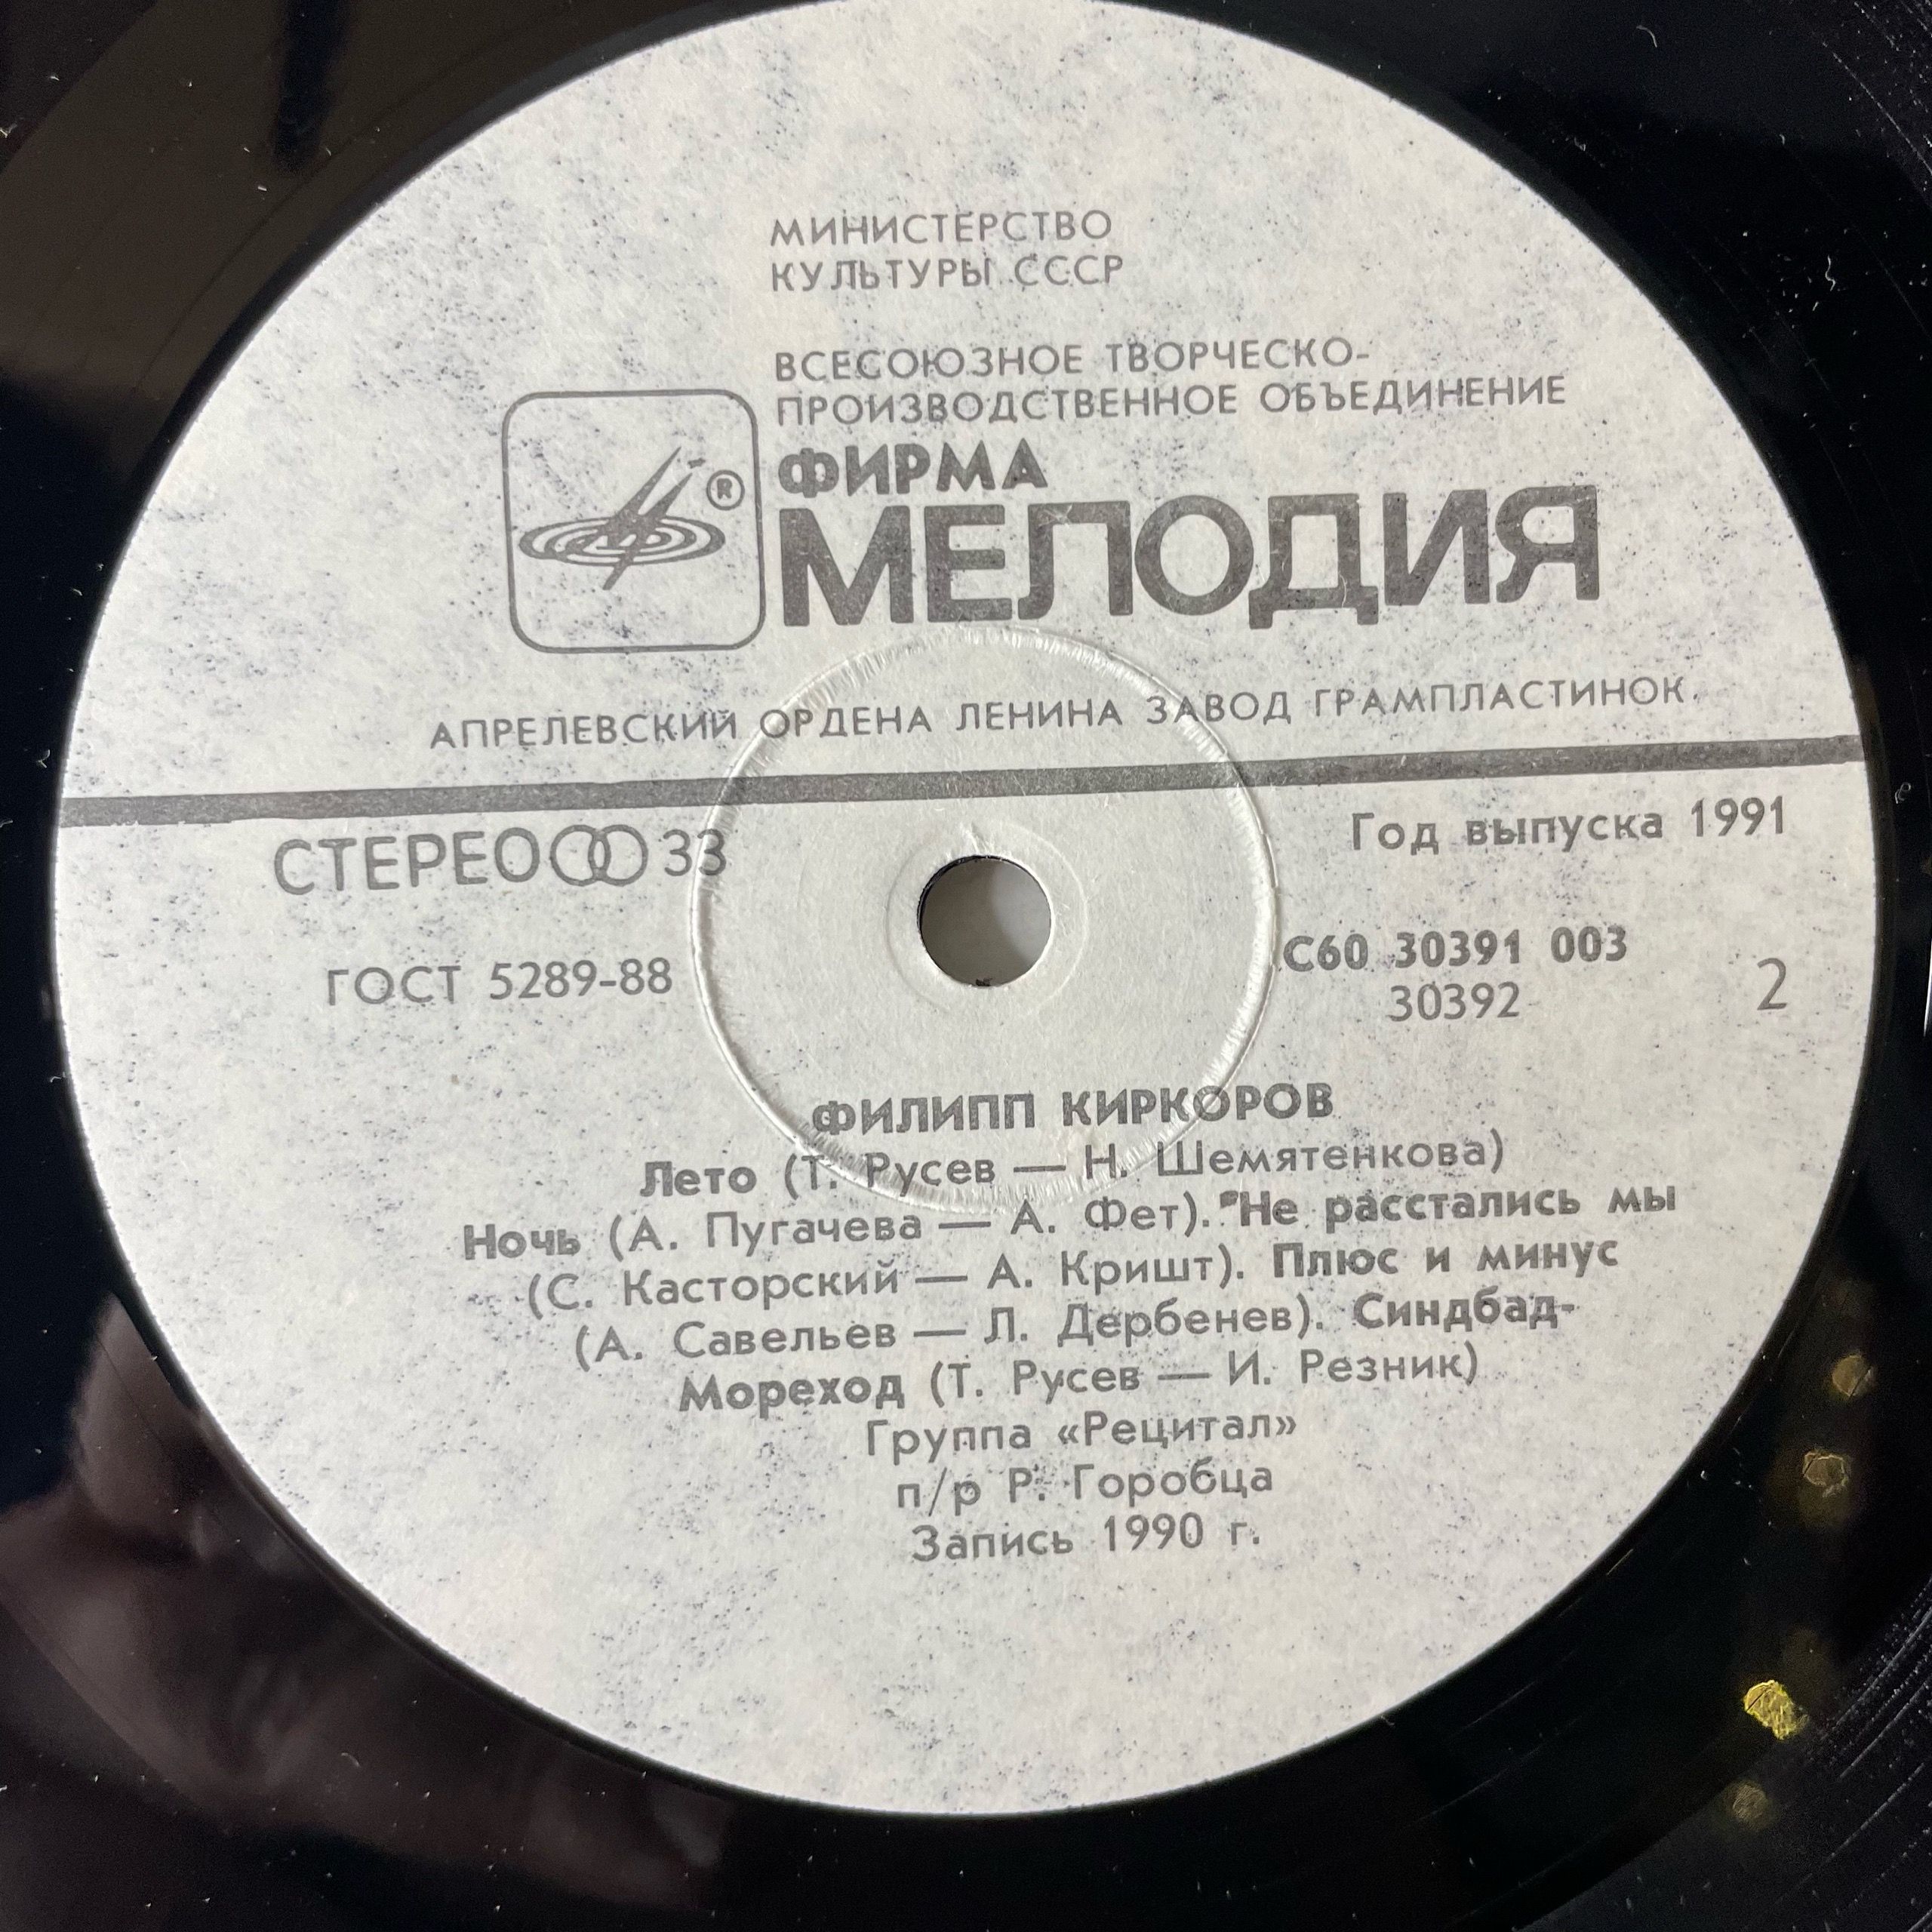 МИНИСТЕРСТВО
КУЛЬТУРЫ СССР
ВСЕСОЮЗНОЕ ТВОРЧЕСКО-
ПРОИЗВОДСТВЕННОЕ ОБЪЕДИНЕНИЕ
ФИРМА
®
МЕЛОДИЯ
АПРЕЛЕВСКИЙ ОРДЕНА ЛЕНИНА ЗАВОД ГРАМПЛАСТИНОК.
СТЕРЕО 33
Год выпуска 1991
ГОСТ 5289-88
С60 30391 003
30392
2
ФИЛИПП КИРКОРОВ
Лето (Т. Русев — Н. Шемятенкова)
Ночь (А. Пугачева — А. Фет). Не расстались мы
(С. Касторский — А. Кришт). Плюс и минус
(А. Савельев — Л. Дербенев). Синдбад-
Мореход (Т. Русев — И. Резник)
Группа «Рецитал»
п/р Р. Горобца
Запись 1990 г.